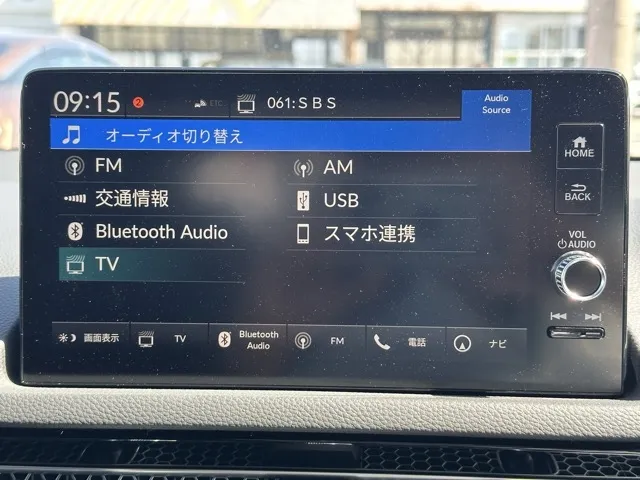 09:15 2 ETC 061:SBS Audio
Source
オーディオ切り替え
FM AM
交通情報 USB
Bluetooth Audio スマホ連携
TV
HOME
BACK
VOL
AUDIO
画面表示 TV Bluetooth
Audio FM 電話 ナビ